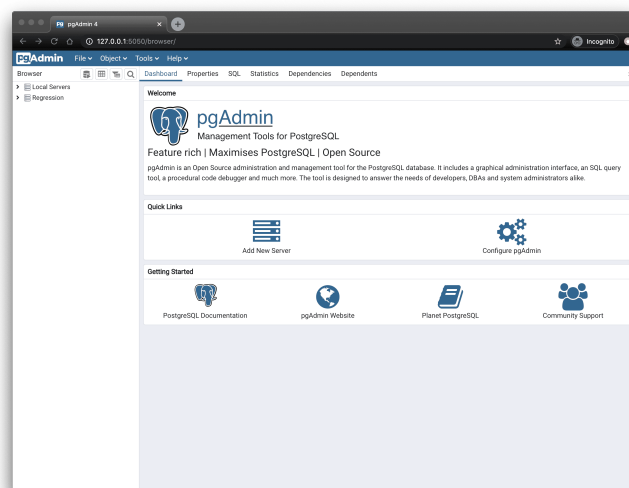 pgAdmin 4
127.0.0.1:5050/browser/
Incognito
pgAdmin File Object Tools Help
Browser
Dashboard Properties SQL Statistics Dependencies Dependents
Local Servers
Regression
Welcome
pgAdmin
Management Tools for PostgreSQL
Feature rich | Maximises PostgreSQL | Open Source
pgAdmin is an Open Source administration and management tool for the PostgreSQL database. It includes a graphical administration interface, an SQL query
tool, a procedural code debugger and much more. The tool is designed to answer the needs of developers, DBAs and system administrators alike.
Quick Links
Add New Server
Configure pgAdmin
Getting Started
PostgreSQL Documentation
pgAdmin Website
Planet PostgreSQL
Community Support